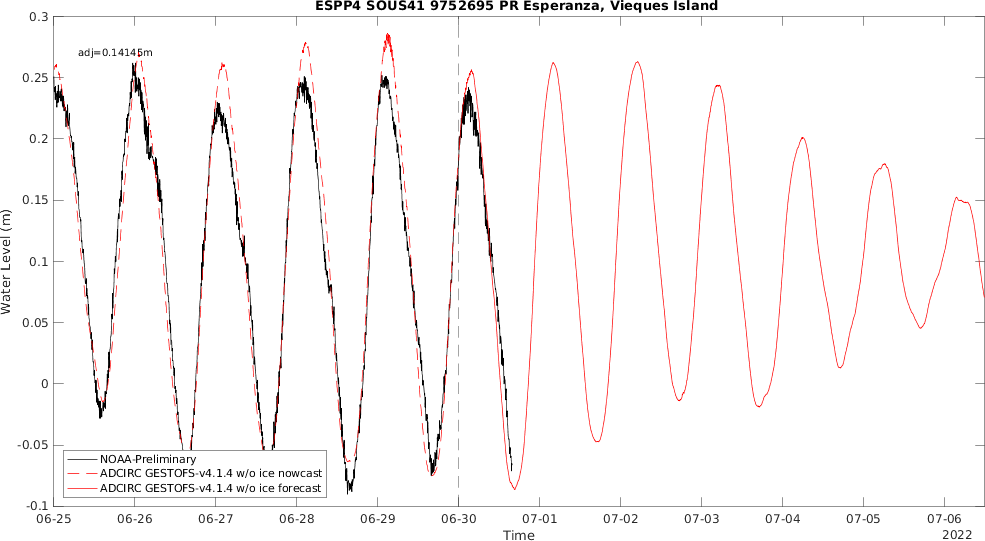 ESPP4 SOUS41 9752695 PR Esperanza, Vieques Island
0.3
adj=0.14145m
0.25
0.2
0.15
0.1
0.05
0
-0.05
-0.1
Water Level (m)
NOAA-Preliminary
ADCIRC GESTOFS-v4.1.4 w/o ice nowcast
ADCIRC GESTOFS-v4.1.4 w/o ice forecast
06-25 06-26 06-27 06-28 06-29 06-30 07-01 07-02 07-03 07-04 07-05 07-06
Time
2022